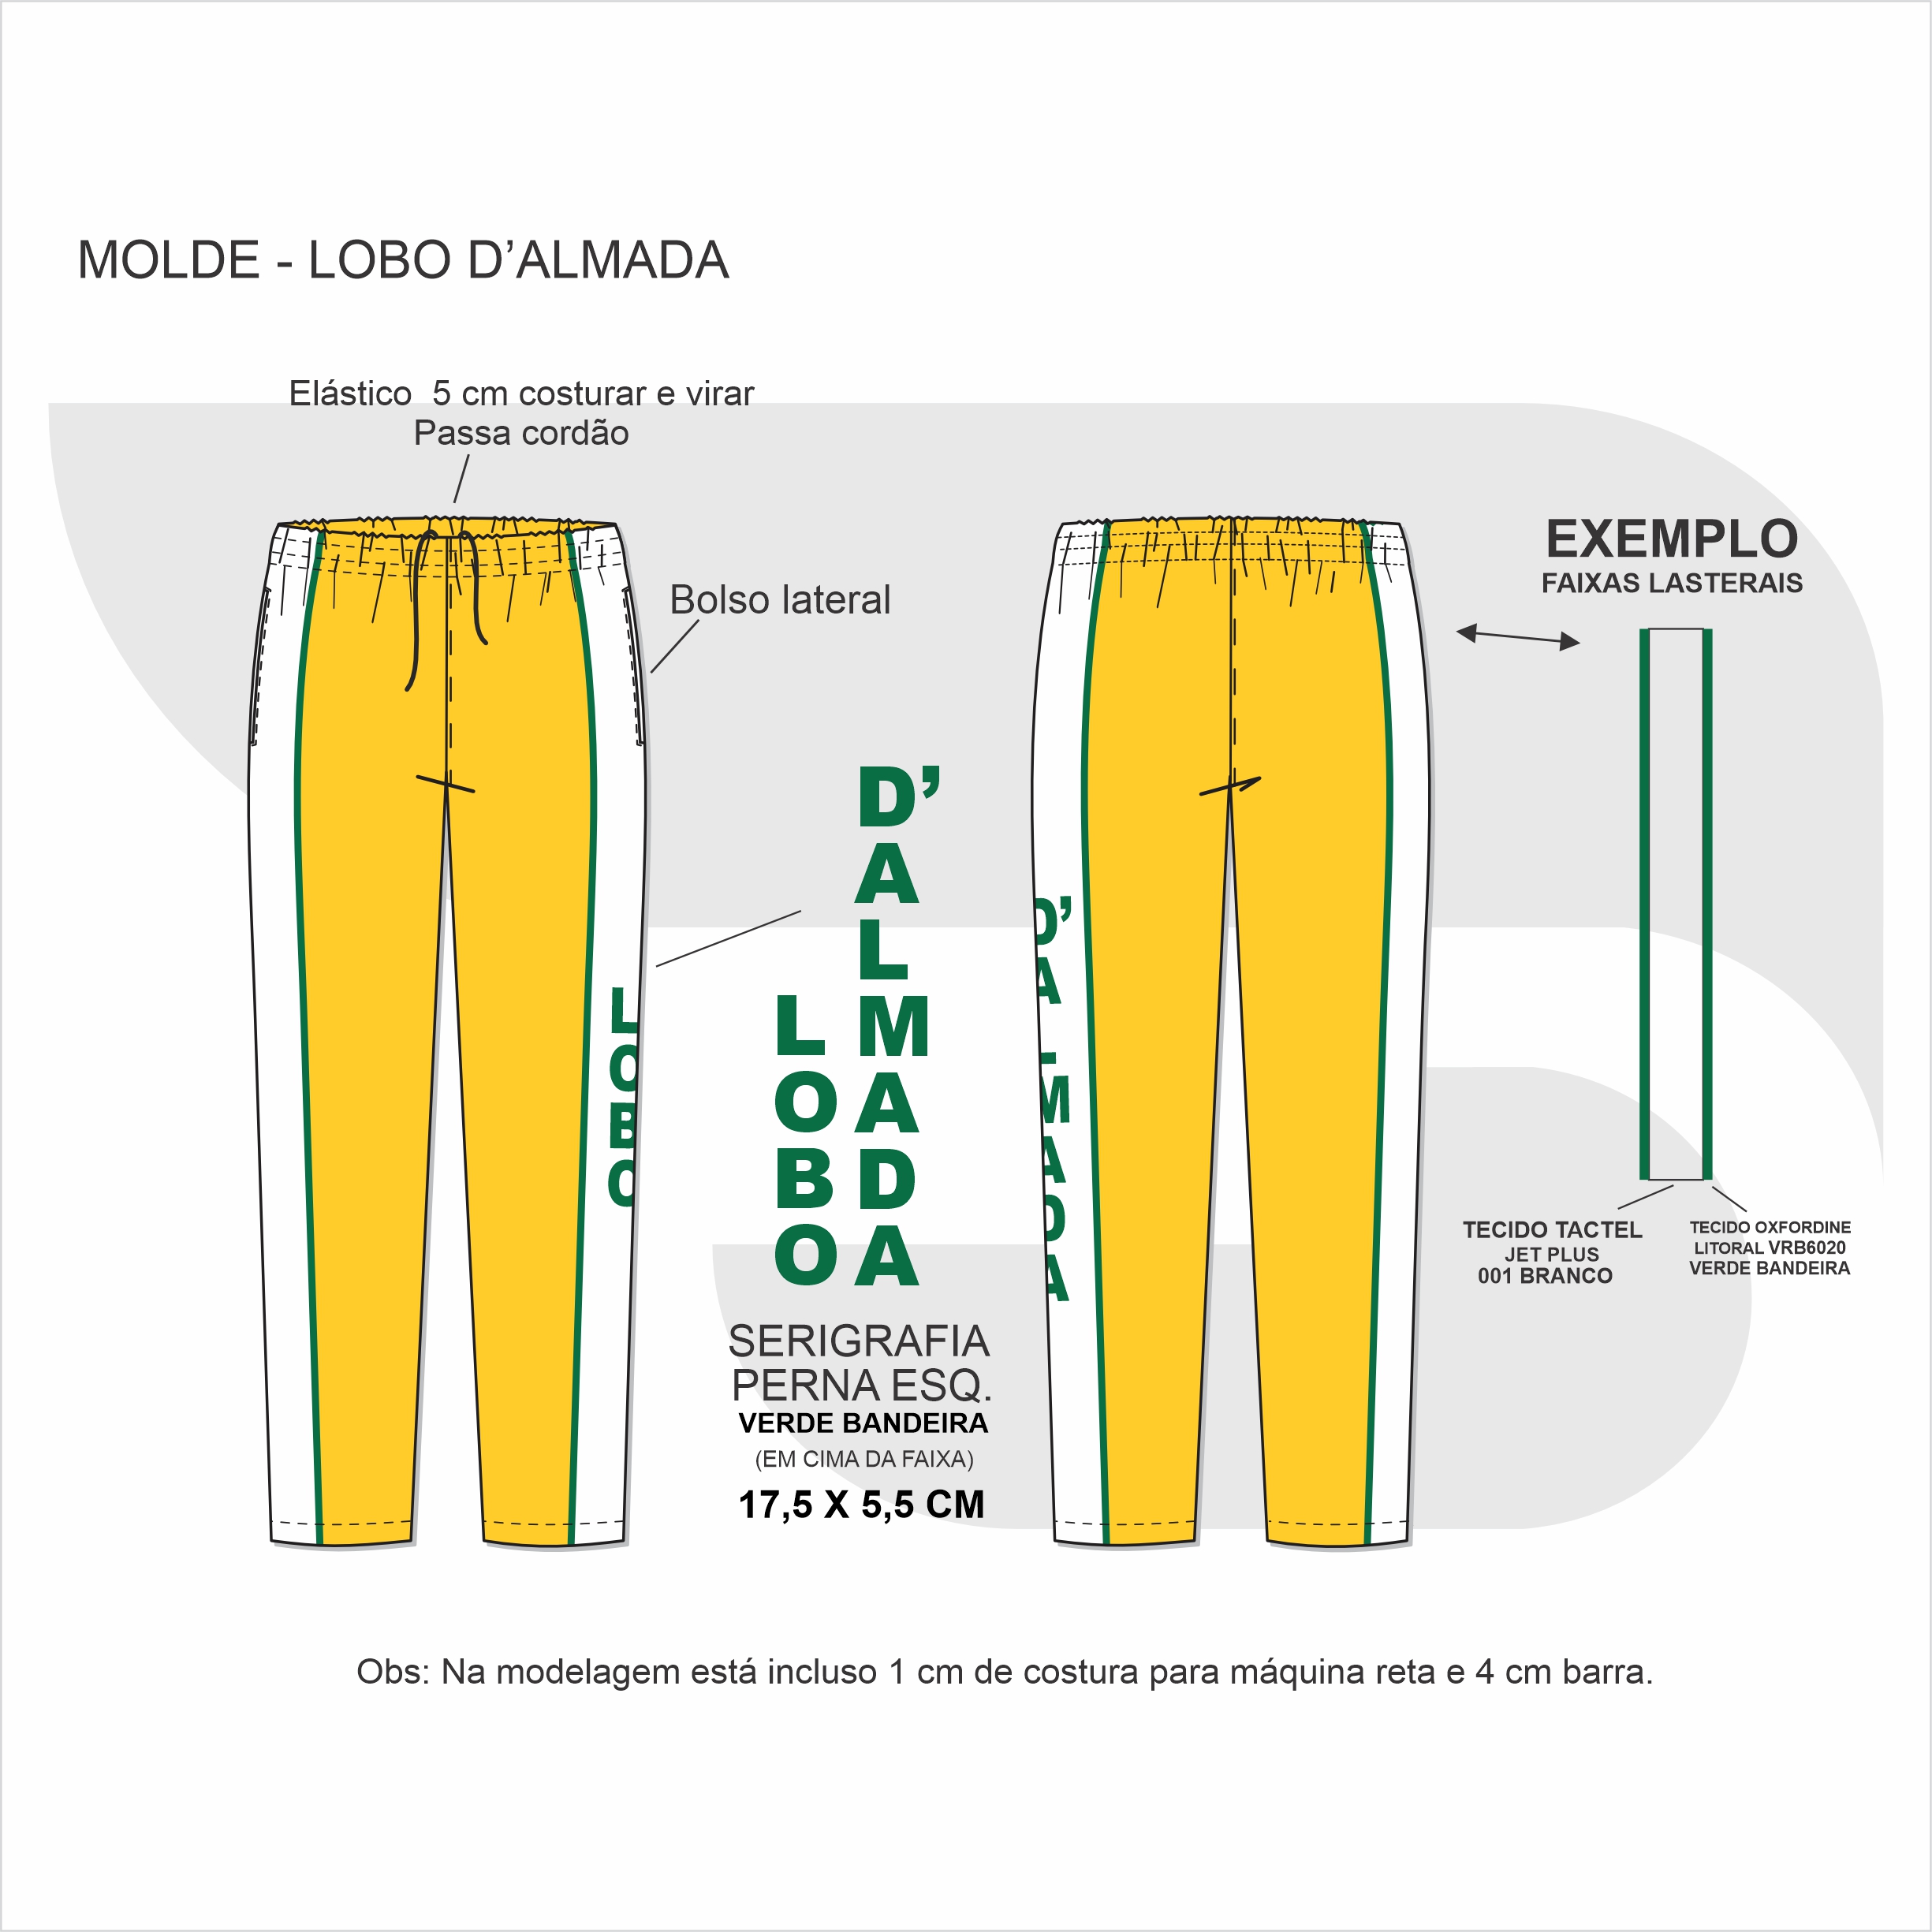 MOLDE - LOBO D’ALMADA
Elástico 5 cm costurar e virar
Passa cordão
Bolso lateral
EXEMPLO
FAIXAS LASTERAIS
LOBO
D’ALMADA
LOBO
D’ALMADA
TECIDO TACTEL
JET PLUS
001 BRANCO
TECIDO OXFORDINE
LITORAL VRB6020
VERDE BANDEIRA
SERIGRAFIA
PERNA ESQ.
VERDE BANDEIRA
(EM CIMA DA FAIXA)
17,5 X 5,5 CM
Obs: Na modelagem está incluso 1 cm de costura para máquina reta e 4 cm barra.